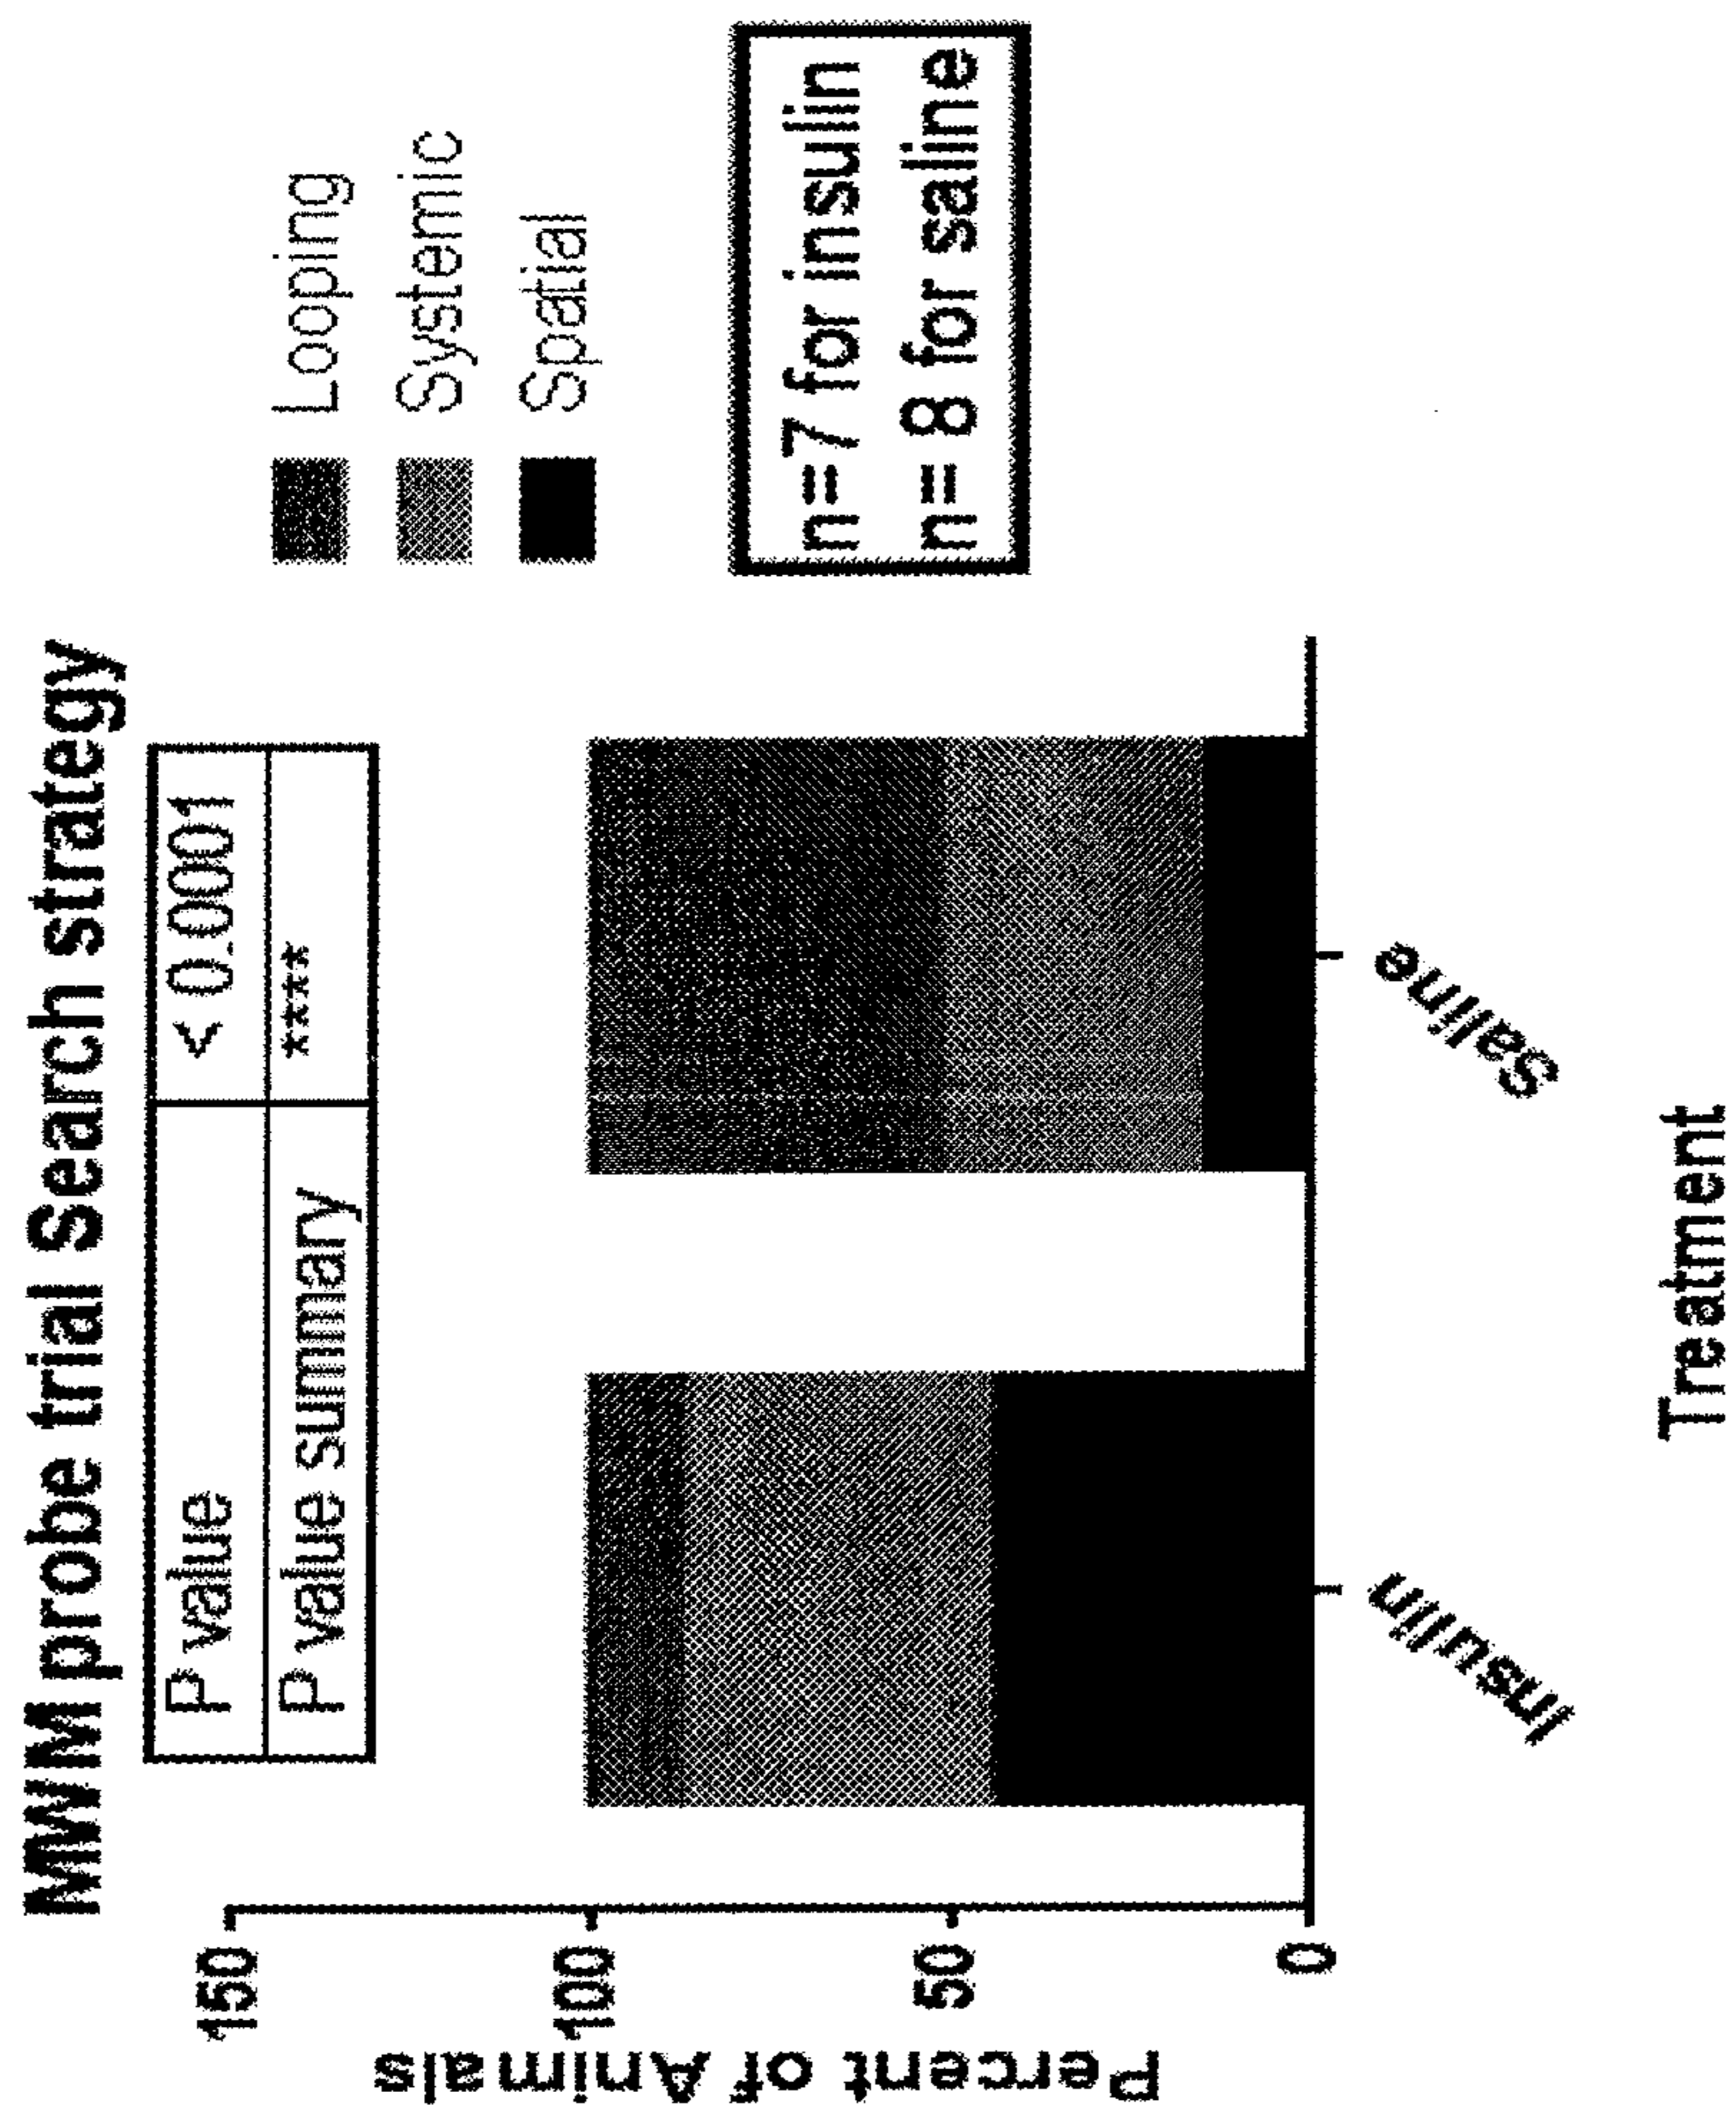 MWM probe trial Search strategy
P value < 0.0001
P value summary ****
Looping
Systemic
Spatial
n=7 for insulin
n= 8 for saline
Percent of Animals
150
100
50
0
Insulin
Saline
Treatment